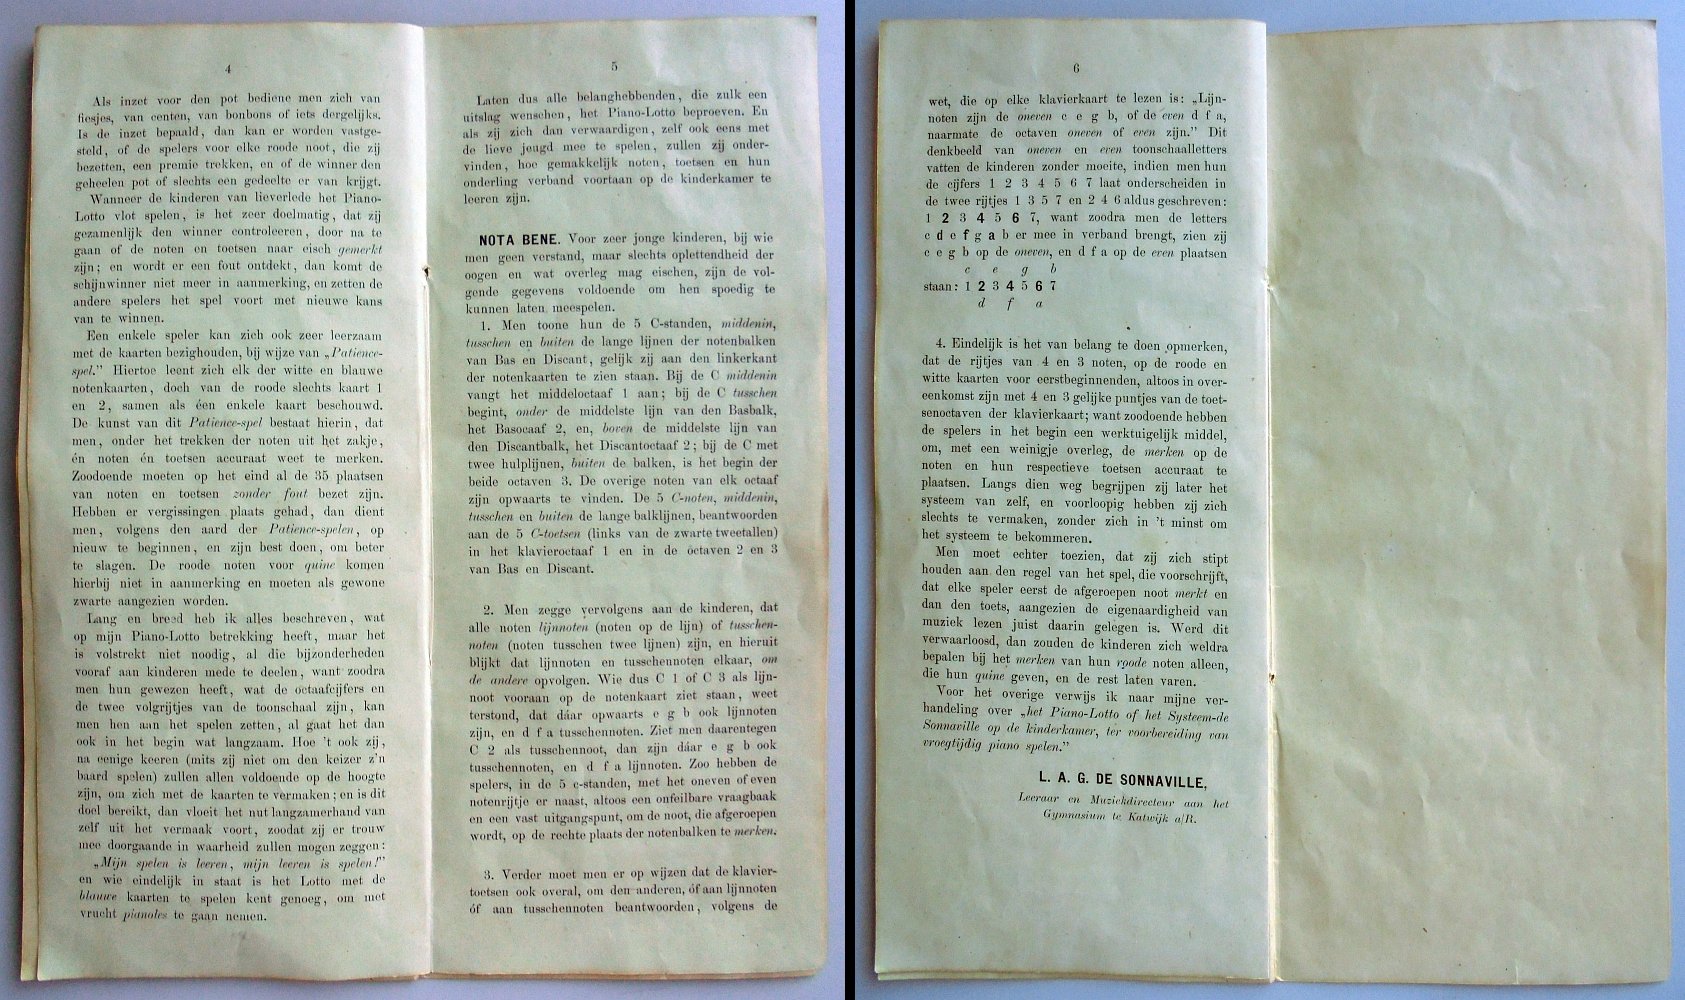 4
Als inzet voor den pot bediene men zich van
fiesjes, van centen, van bonbons of iets dergelijks.
Is de inzet bepaald, dan kan er worden vastge-
steld, of de spelers voor elke roode noot, die zij
bezetten, een premie trekken, en of de winner den
geheelen pot of slechts een gedeelte er van krijgt.
Wanneer de kinderen van lieverlede het Piano-
Lotto vlot spelen, is het zeer doelmatig, dat zij
gezamenlijk den winner controleeren, door na te
gaan of de noten en toetsen naar eisch gemerkt
zijn; en wordt er een fout ontdekt, dan komt de
schijnwinner niet meer in aanmerking, en zetten de
andere spelers het spel voort met nieuwe kans
van te winnen.
Een enkele speler kan zich ook zeer leerzaam
met de kaarten bezighouden, bij wijze van „Patience-
spel.” Hiertoe leent zich elk der witte en blauwe
notenkaarten, doch van de roode slechts kaart 1
en 2, samen als één enkele kaart beschouwd.
De kunst van dit Patience-spel bestaat hierin, dat
men, onder het trekken der noten uit het zakje,
én noten én toetsen accuraat weet te merken.
Zoodoende moeten op het eind al de 35 plaatsen
van noten en toetsen zonder fout bezet zijn.
Hebben er vergissingen plaats gehad, dan dient
men, volgens den aard der Patience-spelen, op
nieuw te beginnen, en zijn best doen, om beter
te slagen. De roode noten voor quine komen
hierbij niet in aanmerking en moeten als gewone
zwarte aangezien worden.
Lang en breed heb ik alles beschreven, wat
op mijn Piano-Lotto betrekking heeft, maar het
is volstrekt niet noodig, al die bijzonderheden
vooraf aan kinderen mede te deelen, want zoodra
men hun gewezen heeft, wat de octaafcijfers en
de twee volgrijtjes van de toonschaal zijn, kan
men hen aan het spelen zetten, al gaat het dan
ook in het begin wat langzaam. Hoe 't ook zij,
na eenige keeren (mits zij niet om den keizer z'n
baard spelen) zullen allen voldoende op de hoogte
zijn, om zich met de kaarten te vermaken; en is dit
doel bereikt, dan vloeit het nut langzamerhand van
zelf uit het vermaak voort, zoodat zij er trouw
mee doorgaande in waarheid zullen mogen zeggen:
„Mijn spelen is leeren, mijn leeren is spelen!”
en wie eindelijk in staat is het Lotto met de
blauwe kaarten te spelen kent genoeg, om met
vrucht pianoles te gaan nemen.
5
Laten dus alle belanghebbenden, die zulk een
uitslag wenschen, het Piano-Lotto beproeven. En
als zij zich dan verwaardigen, zelf ook eens met
de lieve jeugd mee te spelen, zullen zij onder-
vinden, hoe gemakkelijk noten, toetsen en hun
onderling verband voortaan op de kinderkamer te
leeren zijn.
NOTA BENE. Voor zeer jonge kinderen, bij wie
men geen verstand, maar slechts oplettendheid der
oogen en wat overleg mag eischen, zijn de vol-
gende gegevens voldoende om hen spoedig te
kunnen laten meespelen.
1. Men toone hun de 5 C-standen, middenin,
tusschen en buiten de lange lijnen der notenbalken
van Bas en Discant, gelijk zij aan den linkerkant
der notenkaarten te zien staan. Bij de C middenin
vangt het middeloctaaf 1 aan; bij de C tusschen
begint, onder de middelste lijn van den Basbalk,
het Basocaaf 2, en, boven de middelste lijn van
den Discantbalk, het Discantoctaaf 2; bij de C met
twee hulplijnen, buiten de balken, is het begin der
beide octaven 3. De overige noten van elk octaaf
zijn opwaarts te vinden. De 5 C-noten, middenin,
tusschen en buiten de lange balklijnen, beantwoorden
aan de 5 C-toetsen (links van de zwarte tweetallen)
in het klavieroctaaf 1 en in de octaven 2 en 3
van Bas en Discant.
2. Men zegge vervolgens aan de kinderen, dat
alle noten lijnnoten (noten op de lijn) of tusschen-
noten (noten tusschen twee lijnen) zijn, en hieruit
blijkt dat lijnnoten en tusschennoten elkaar, om
de andere opvolgen. Wie dus C 1 of C 3 als lijn-
noot vooraan op de notenkaart ziet staan, weet
terstond, dat dáar opwaarts e g b ook lijnnoten
zijn, en d f a tusschennoten. Ziet men daarentegen
C 2 als tusschennoot, dan zijn dáar e g b ook
tusschennoten, en d f a lijnnoten. Zoo hebben de
spelers, in de 5 c-standen, met het oneven of even
notenrijtje er naast, altoos een onfeilbare vraagbaak
en een vast uitgangspunt, om de noot, die afgeroepen
wordt, op de rechte plaats der notenbalken te merken.
3. Verder moet men er op wijzen dat de klavier-
toetsen ook overal, om den anderen, óf aan lijnnoten
óf aan tusschennoten beantwoorden, volgens de
6
wet, die op elke klavierkaart te lezen is: „Lijn-
noten zijn de oneven c e g b, of de even d f a,
naarmate de octaven oneven of even zijn.” Dit
denkbeeld van oneven en even toonschaalletters
vatten de kinderen zonder moeite, indien men hun
de cijfers 1 2 3 4 5 6 7 laat onderscheiden in
de twee rijtjes 1 3 5 7 en 2 4 6 aldus geschreven:
1 2 3 4 5 6 7, want zoodra men de letters
c d e f g a b er mee in verband brengt, zien zij
c e g b op de oneven, en d f a op de even plaatsen
c e g b
staan: 1 2 3 4 5 6 7
d f a
4. Eindelijk is het van belang te doen opmerken,
dat de rijtjes van 4 en 3 noten, op de roode en
witte kaarten voor eerstbeginnenden, altoos in over-
eenkomst zijn met 4 en 3 gelijke puntjes van de toet-
senoctaven der klavierkaart; want zoodoende hebben
de spelers in het begin een werktuigelijk middel,
om, met een weinigje overleg, de merken op de
noten en hun respectieve toetsen accuraat te
plaatsen. Langs dien weg begrijpen zij later het
systeem van zelf, en voorloopig hebben zij zich
slechts te vermaken, zonder zich in 't minst om
het systeem te bekommeren.
Men moet echter toezien, dat zij zich stipt
houden aan den regel van het spel, die voorschrijft,
dat elke speler eerst de afgeroepen noot merkt en
dan den toets, aangezien de eigenaardigheid van
muziek lezen juist daarin gelegen is. Werd dit
verwaarloosd, dan zouden de kinderen zich weldra
bepalen bij het merken van hun roode noten alleen,
die hun quine geven, en de rest laten varen.
Voor het overige verwijs ik naar mijne ver-
handeling over „het Piano-Lotto of het Systeem-de
Sonnaville op de kinderkamer, ter voorbereiding van
vroegtijdig piano spelen.”
L. A. G. DE SONNAVILLE,
Leeraar en Muziekdirecteur aan het
Gymnasium te Katwijk a/R.